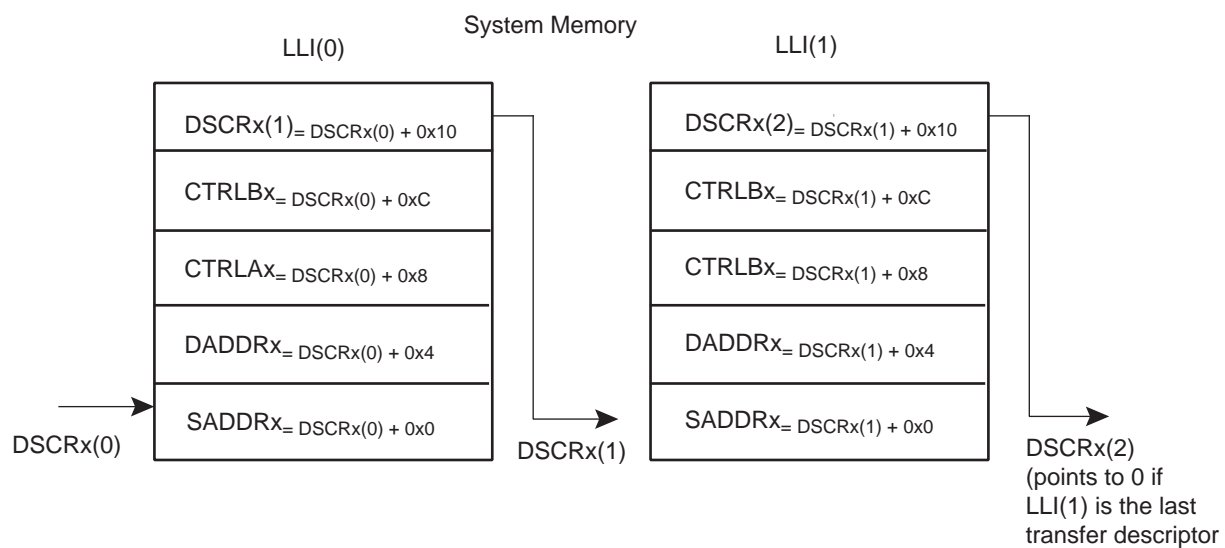 System Memory
LLI(0)
LLI(1)
DSCRx(1)= DSCRx(0) + 0x10
CTRLBx= DSCRx(0) + 0xC
CTRLAx= DSCRx(0) + 0x8
DADDRx= DSCRx(0) + 0x4
SADDRx= DSCRx(0) + 0x0
DSCRx(0)
DSCRx(2)= DSCRx(1) + 0x10
CTRLBx= DSCRx(1) + 0xC
CTRLBx= DSCRx(1) + 0x8
DADDRx= DSCRx(1) + 0x4
SADDRx= DSCRx(1) + 0x0
DSCRx(1)
DSCRx(2)
(points to 0 if
LLI(1) is the last
transfer descriptor